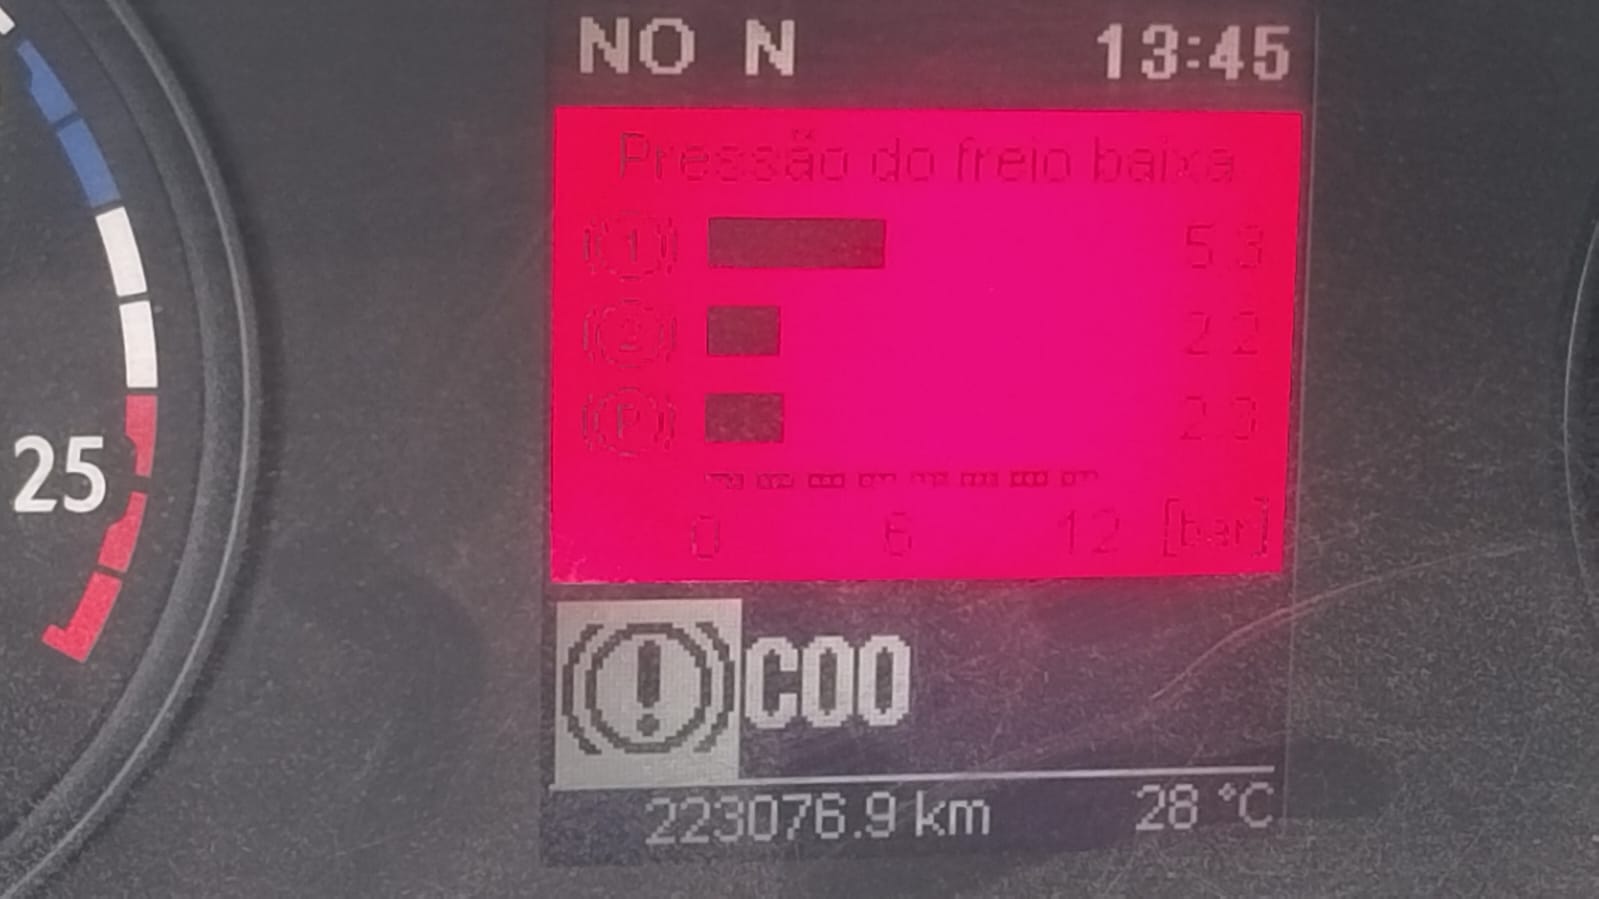 NO N 13:45
Pressão do freio baixa
1 5.3
2 2.2
P 2.3
0 6 12 [bar]
25
! COO
223076.9 km 28 °C